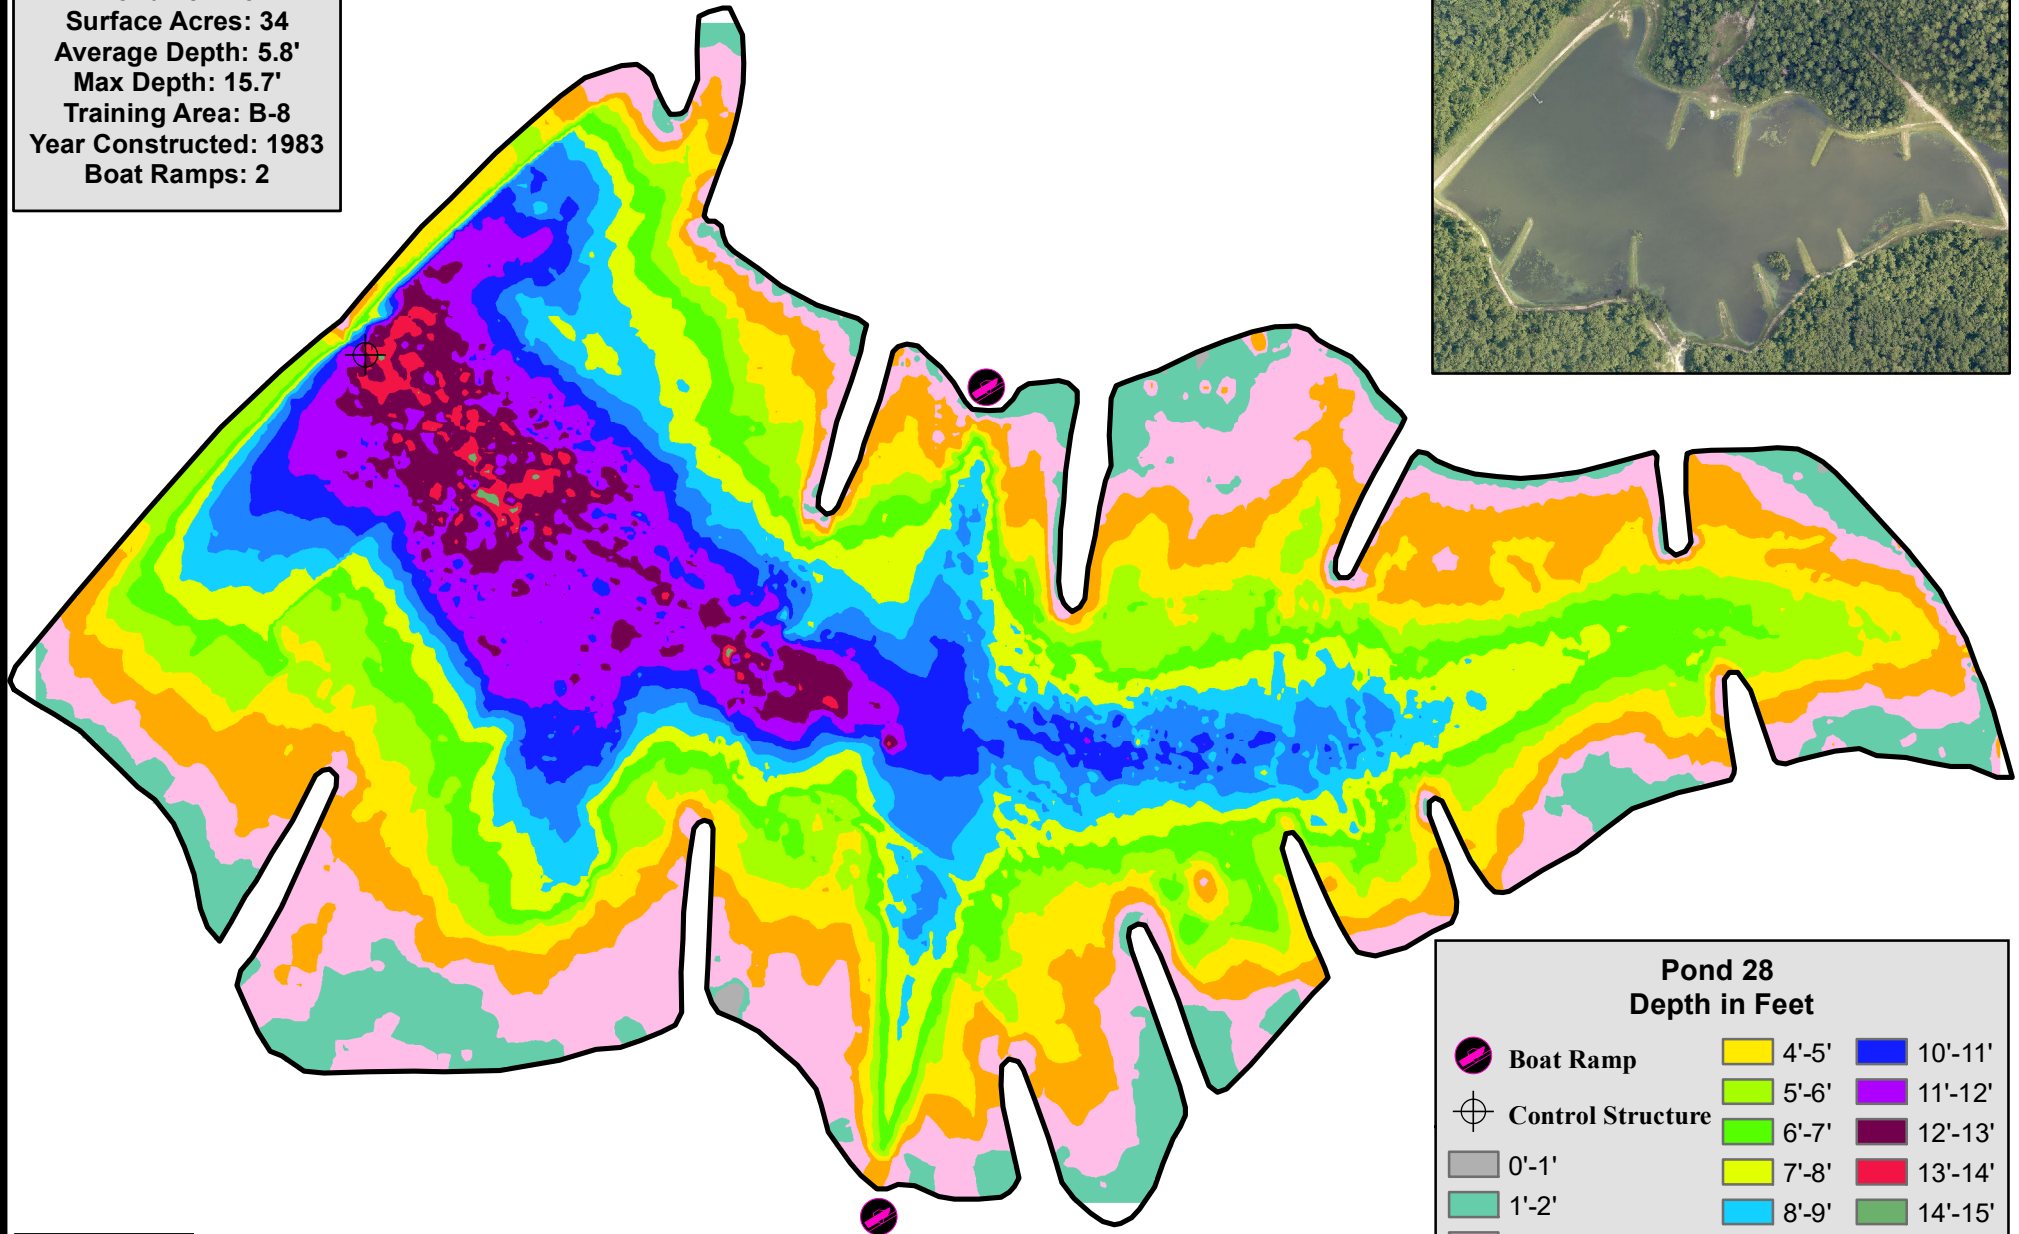 Surface Acres: 34
Average Depth: 5.8'
Max Depth: 15.7'
Training Area: B-8
Year Constructed: 1983
Boat Ramps: 2
Pond 28
Depth in Feet
Boat Ramp
Control Structure
0'-1'
1'-2'
4'-5'
5'-6'
6'-7'
7'-8'
8'-9'
10'-11'
11'-12'
12'-13'
13'-14'
14'-15'